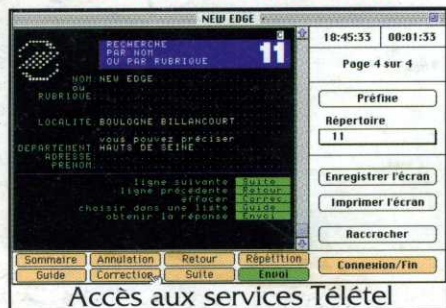 NEW EDGE
C
RECHERCHE
PAR NOM
OU PAR RUBRIQUE
11
NOM: NEW EDGE
ou
RUBRIQUE:
LOCALITE: BOULOGNE BILLANCOURT
vous pouvez préciser
DEPARTEMENT: HAUTS DE SEINE
ADRESSE:
PRENOM:
ligne suivante Suite
ligne précédente Retour
effacer Correc.
choisir dans une liste Guide
obtenir la réponse Envoi
18:45:33 00:01:33
Page 4 sur 4
Préfixe
Répertoire
11
Enregistrer l'écran
Imprimer l'écran
Raccrocher
Sommaire Annulation Retour Répétition
Guide Correction Suite Envoi
Connexion/Fin
Accès aux services Télétel